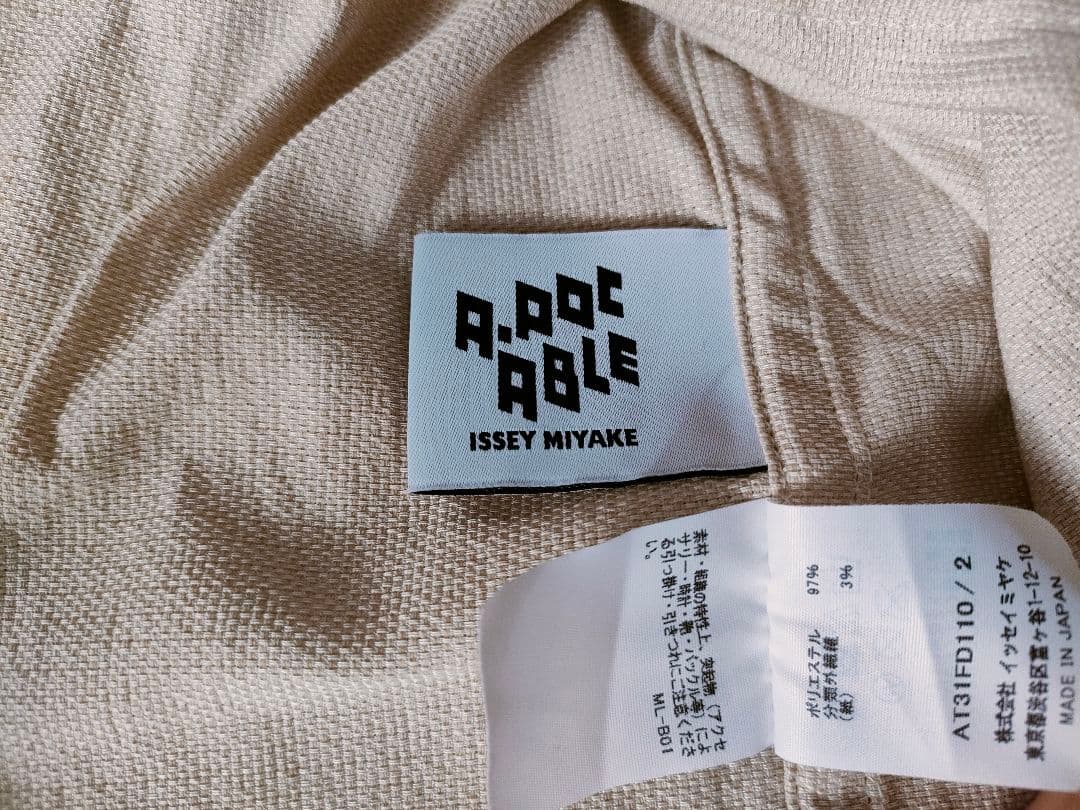 A.POC
ABLE
ISSEY MIYAKE
素材・組織の特性上、突起物(アクセ
サリー・時計・鞄・バックル等)によ
る引っ掛け・引きつれにご注意くださ
い。
ML-B01
ポリエステル 97%
分類外繊維 3%
(紙)
AT31FD110/2
株式会社 イッセイミヤケ
東京都渋谷区富ヶ谷1-12-10
MADE IN JAPAN